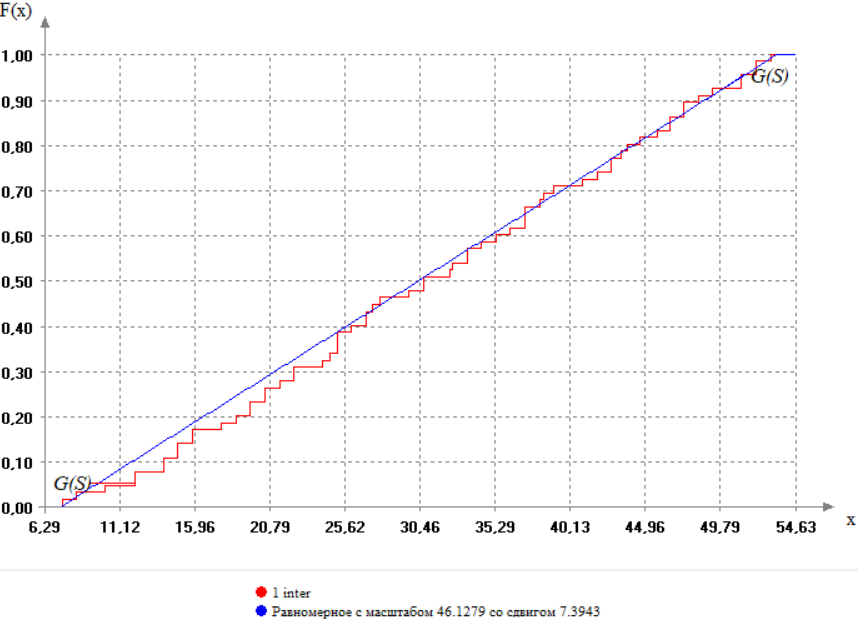 F(x)
1,00
0,90
G(S)
0,80
0,70
0,60
0,50
0,40
0,30
0,20
0,10
G(S)
0,00
6,29 11,12 15,96 20,79 25,62 30,46 35,29 40,13 44,96 49,79 54,63
x
1 inter
Равномерное с масштабом 46.1279 со сдвигом 7.3943